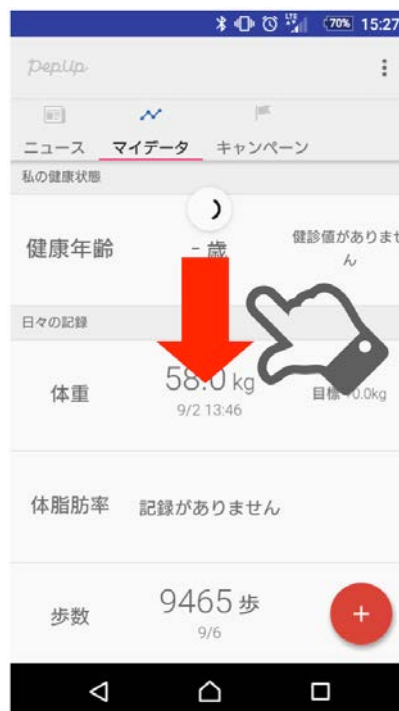 LTE 70% 15:27
PepUp
ニュース マイデータ キャンペーン
私の健康状態
健康年齢 - 歳 健診値がありませ
ん
日々の記録
体重 58.0 kg 目標 0.0kg
9/2 13:46
体脂肪率 記録がありません
歩数 9465 歩
9/6
+